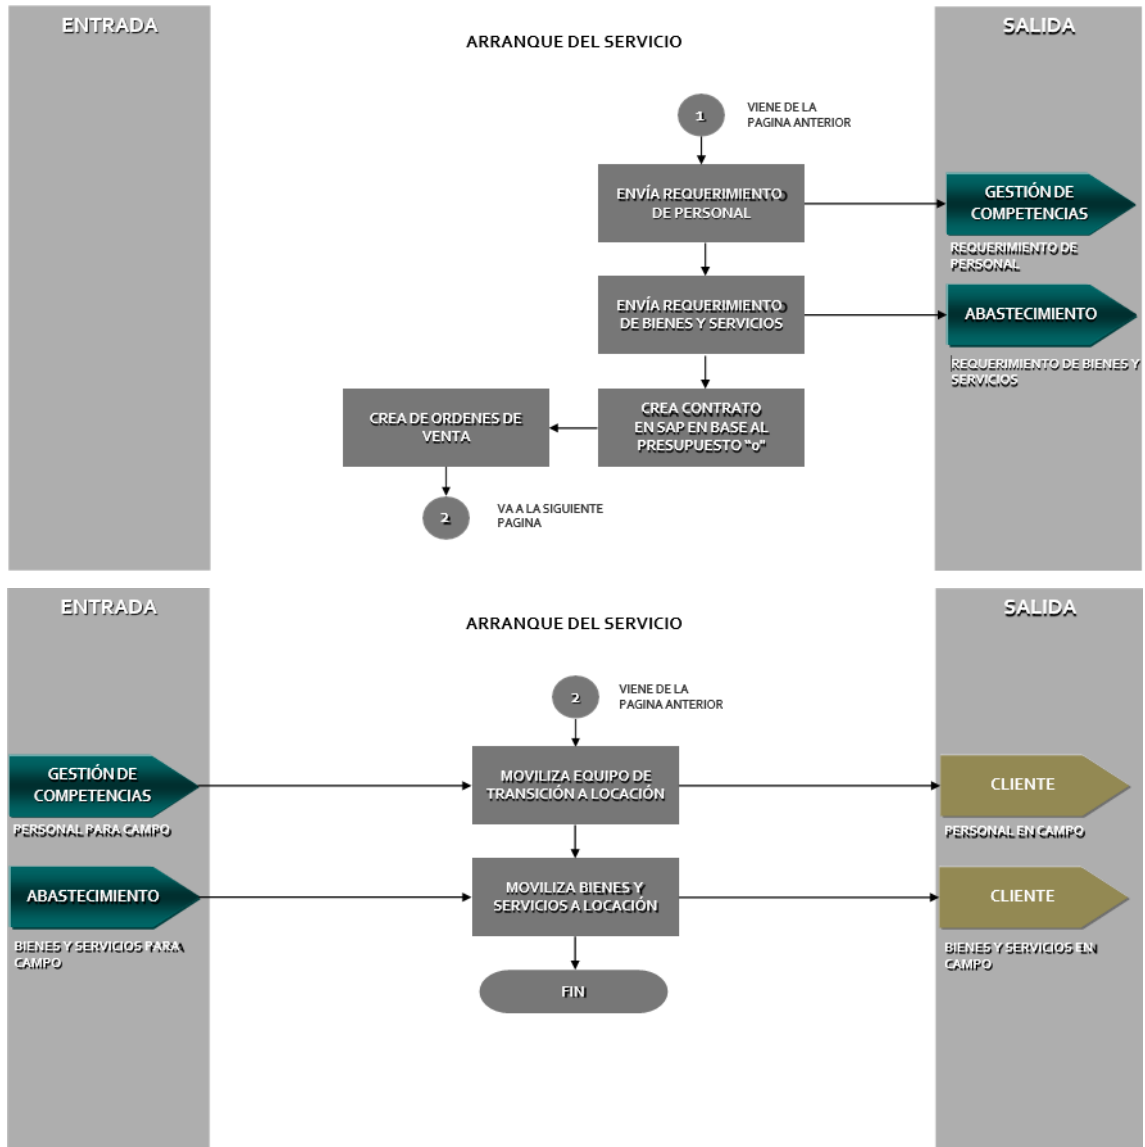 ENTRADA
ARRANQUE DEL SERVICIO
SALIDA
1
VIENE DE LA
PAGINA ANTERIOR
ENVÍA REQUERIMIENTO
DE PERSONAL
GESTIÓN DE
COMPETENCIAS
REQUERIMIENTO DE
PERSONAL
ENVÍA REQUERIMIENTO
DE BIENES Y SERVICIOS
ABASTECIMIENTO
REQUERIMIENTO DE BIENES Y
SERVICIOS
CREA DE ORDENES DE
VENTA
CREA CONTRATO
EN SAP EN BASE AL
PRESUPUESTO “0”
2
VA A LA SIGUIENTE
PAGINA
ENTRADA
ARRANQUE DEL SERVICIO
SALIDA
2
VIENE DE LA
PAGINA ANTERIOR
GESTIÓN DE
COMPETENCIAS
PERSONAL PARA CAMPO
MOVILIZA EQUIPO DE
TRANSICIÓN A LOCACIÓN
CLIENTE
PERSONAL EN CAMPO
ABASTECIMIENTO
BIENES Y SERVICIOS PARA
CAMPO
MOVILIZA BIENES Y
SERVICIOS A LOCACIÓN
CLIENTE
BIENES Y SERVICIOS EN
CAMPO
FIN